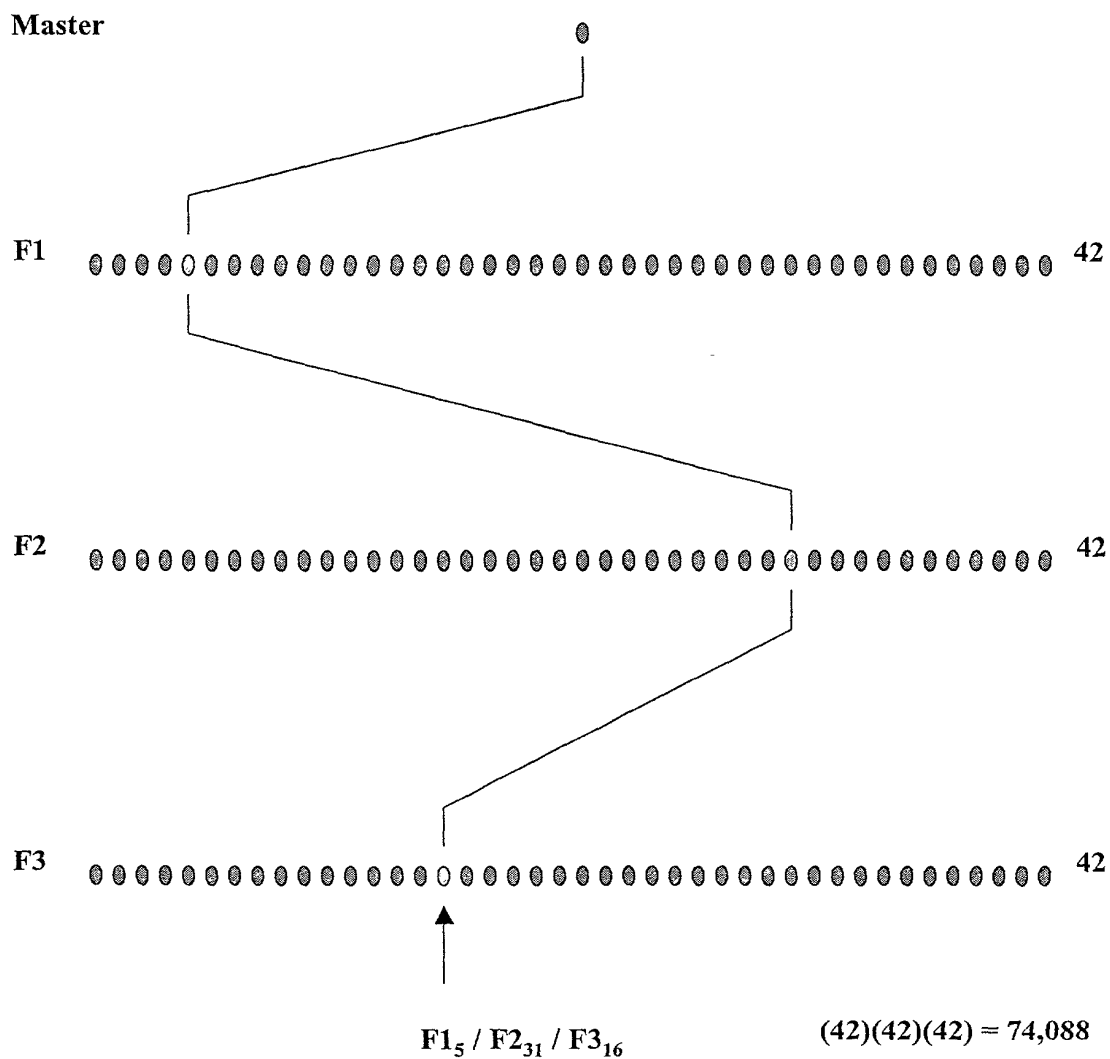 Master
F1 42
F2 42
F3 42
F1₅ / F2₃₁ / F3₁₆
(42)(42)(42) = 74,088